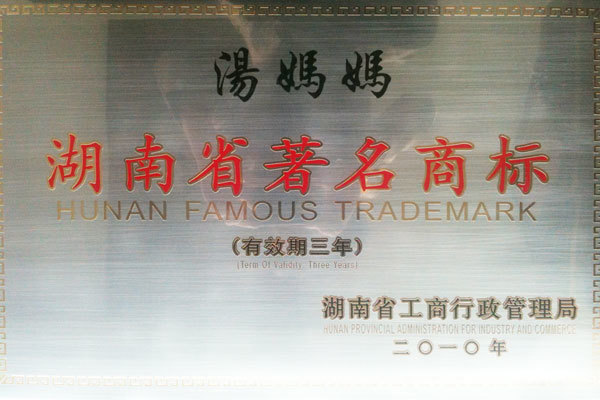 湯媽媽
湖南省著名商标
HUNAN FAMOUS TRADEMARK
（有效期三年）
(Term Of Validity: Three Years)
湖南省工商行政管理局
HUNAN PROVINCIAL ADMINISTRATION FOR INDUSTRY AND COMMERCE
二〇一〇年